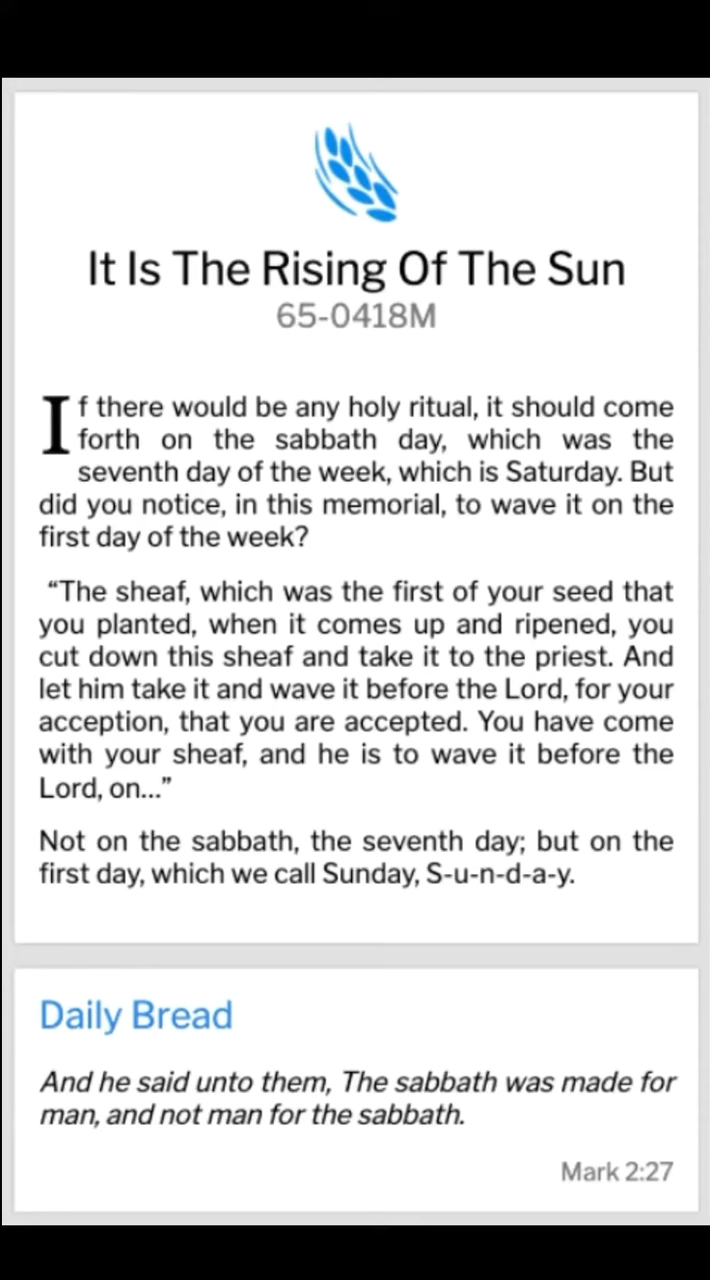 It Is The Rising Of The Sun
65-0418M
If there would be any holy ritual, it should come
forth on the sabbath day, which was the
seventh day of the week, which is Saturday. But
did you notice, in this memorial, to wave it on the
first day of the week?
“The sheaf, which was the first of your seed that
you planted, when it comes up and ripened, you
cut down this sheaf and take it to the priest. And
let him take it and wave it before the Lord, for your
acception, that you are accepted. You have come
with your sheaf, and he is to wave it before the
Lord, on...”
Not on the sabbath, the seventh day; but on the
first day, which we call Sunday, S-u-n-d-a-y.
Daily Bread
And he said unto them, The sabbath was made for
man, and not man for the sabbath.
Mark 2:27